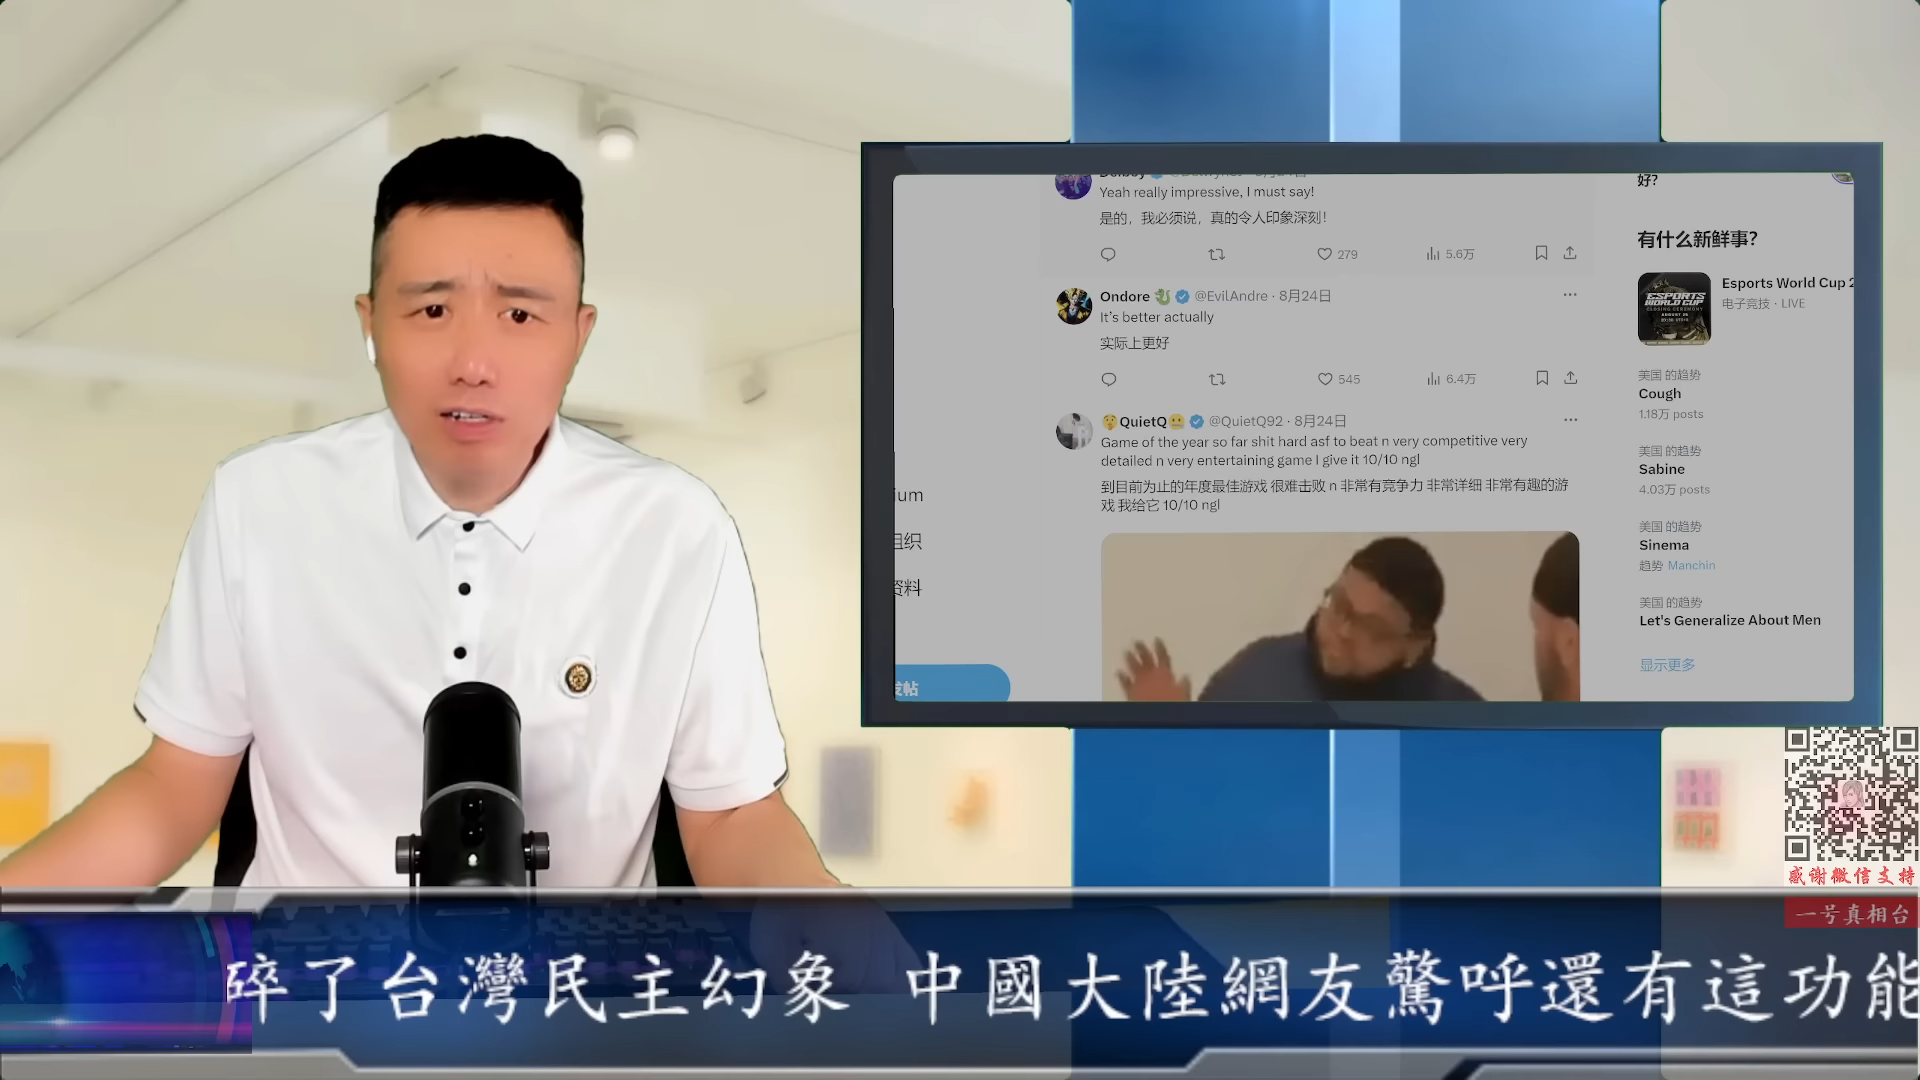 Yeah really impressive, I must say!
是的，我必须说，真的令人印象深刻！
279
5.6万
Ondore @EvilAndre · 8月24日
It's better actually
实际上更好
545
6.4万
QuietQ @QuietQ92 · 8月24日
Game of the year so far shit hard asf to beat n very competitive very
detailed n very entertaining game I give it 10/10 ngl
到目前为止的年度最佳游戏 很难击败 n 非常有竞争力 非常详细 非常有趣的游
戏 我给它 10/10 ngl
ium
组织
资料
发帖
好?
有什么新鲜事?
ESPORTS
WORLD CUP
CLOSING CEREMONY
Esports World Cup 2
电子竞技 · LIVE
美国 的趋势
Cough
1.18万 posts
美国 的趋势
Sabine
4.03万 posts
美国 的趋势
Sinema
趋势 Manchin
美国 的趋势
Let's Generalize About Men
显示更多
感谢微信支持
一号真相台
碎了台灣民主幻象 中國大陸網友驚呼還有這功能